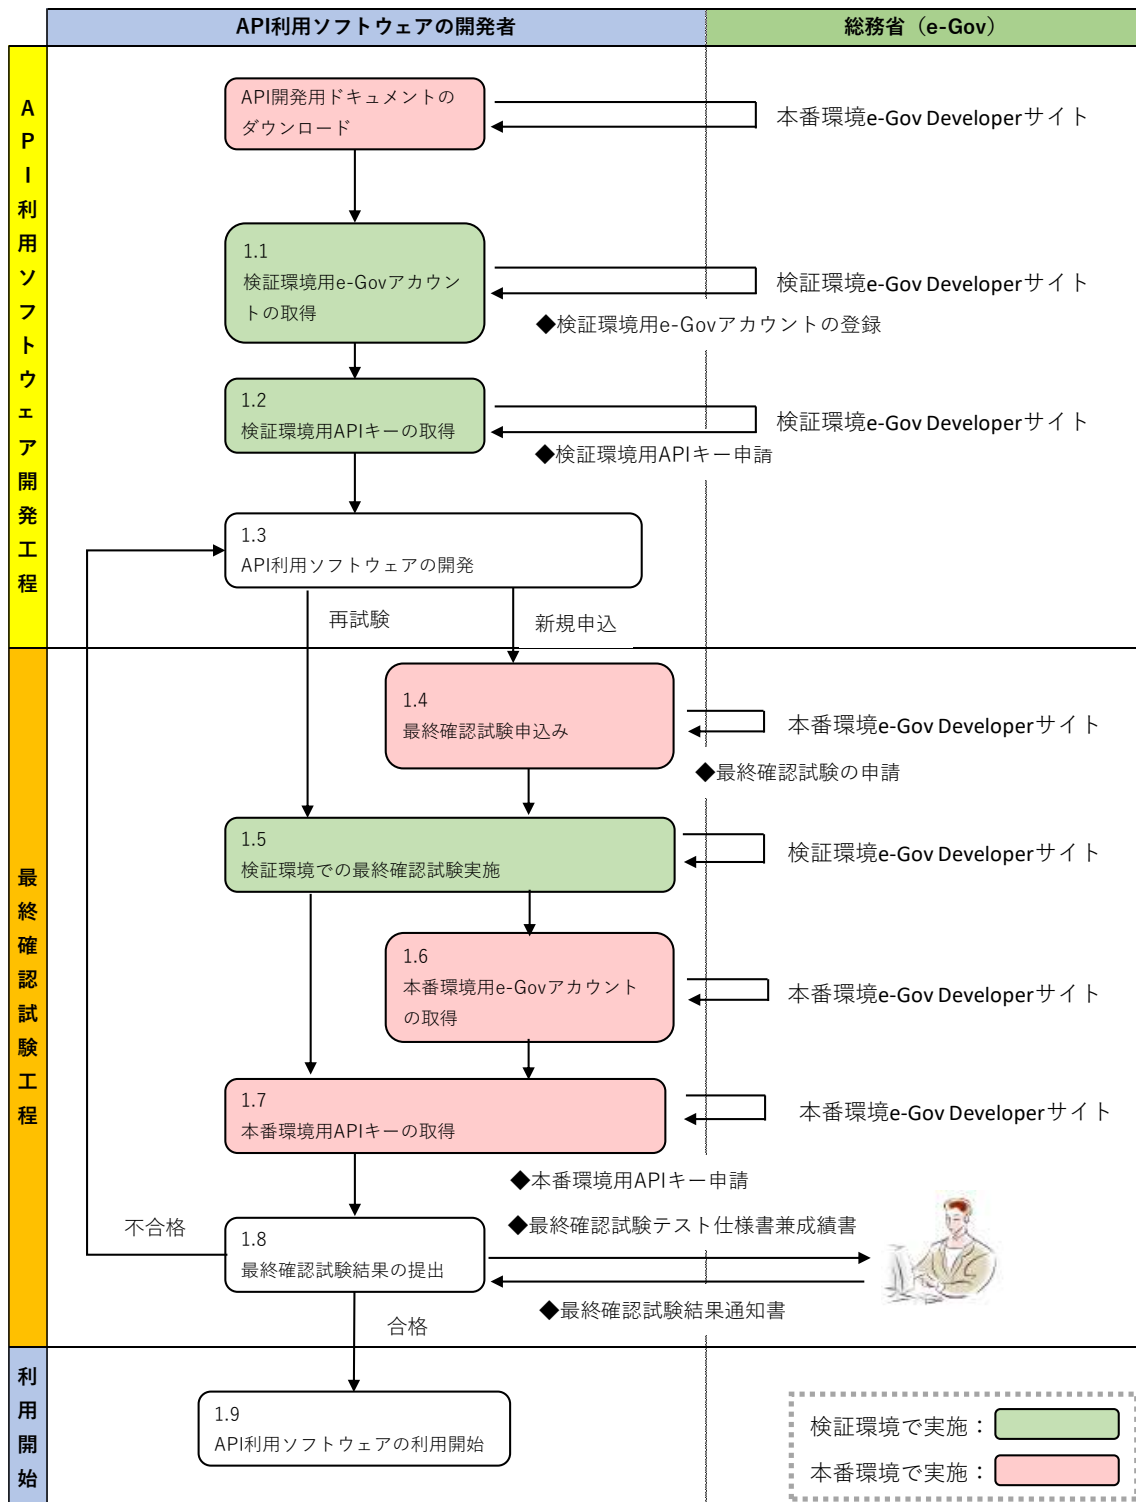 API利用ソフトウェアの開発者
総務省（e-Gov）
API利用ソフトウェア開発工程
API開発用ドキュメントの
ダウンロード
本番環境e-Gov Developerサイト
1.1
検証環境用e-Govアカウン
トの取得
検証環境e-Gov Developerサイト
◆検証環境用e-Govアカウントの登録
1.2
検証環境用APIキーの取得
検証環境e-Gov Developerサイト
◆検証環境用APIキー申請
1.3
API利用ソフトウェアの開発
再試験
新規申込
最終確認試験工程
1.4
最終確認試験申込み
本番環境e-Gov Developerサイト
◆最終確認試験の申請
1.5
検証環境での最終確認試験実施
検証環境e-Gov Developerサイト
1.6
本番環境用e-Govアカウント
の取得
本番環境e-Gov Developerサイト
1.7
本番環境用APIキーの取得
本番環境e-Gov Developerサイト
◆本番環境用APIキー申請
不合格
◆最終確認試験テスト仕様書兼成績書
1.8
最終確認試験結果の提出
◆最終確認試験結果通知書
合格
利用開始
1.9
API利用ソフトウェアの利用開始
検証環境で実施：
本番環境で実施：